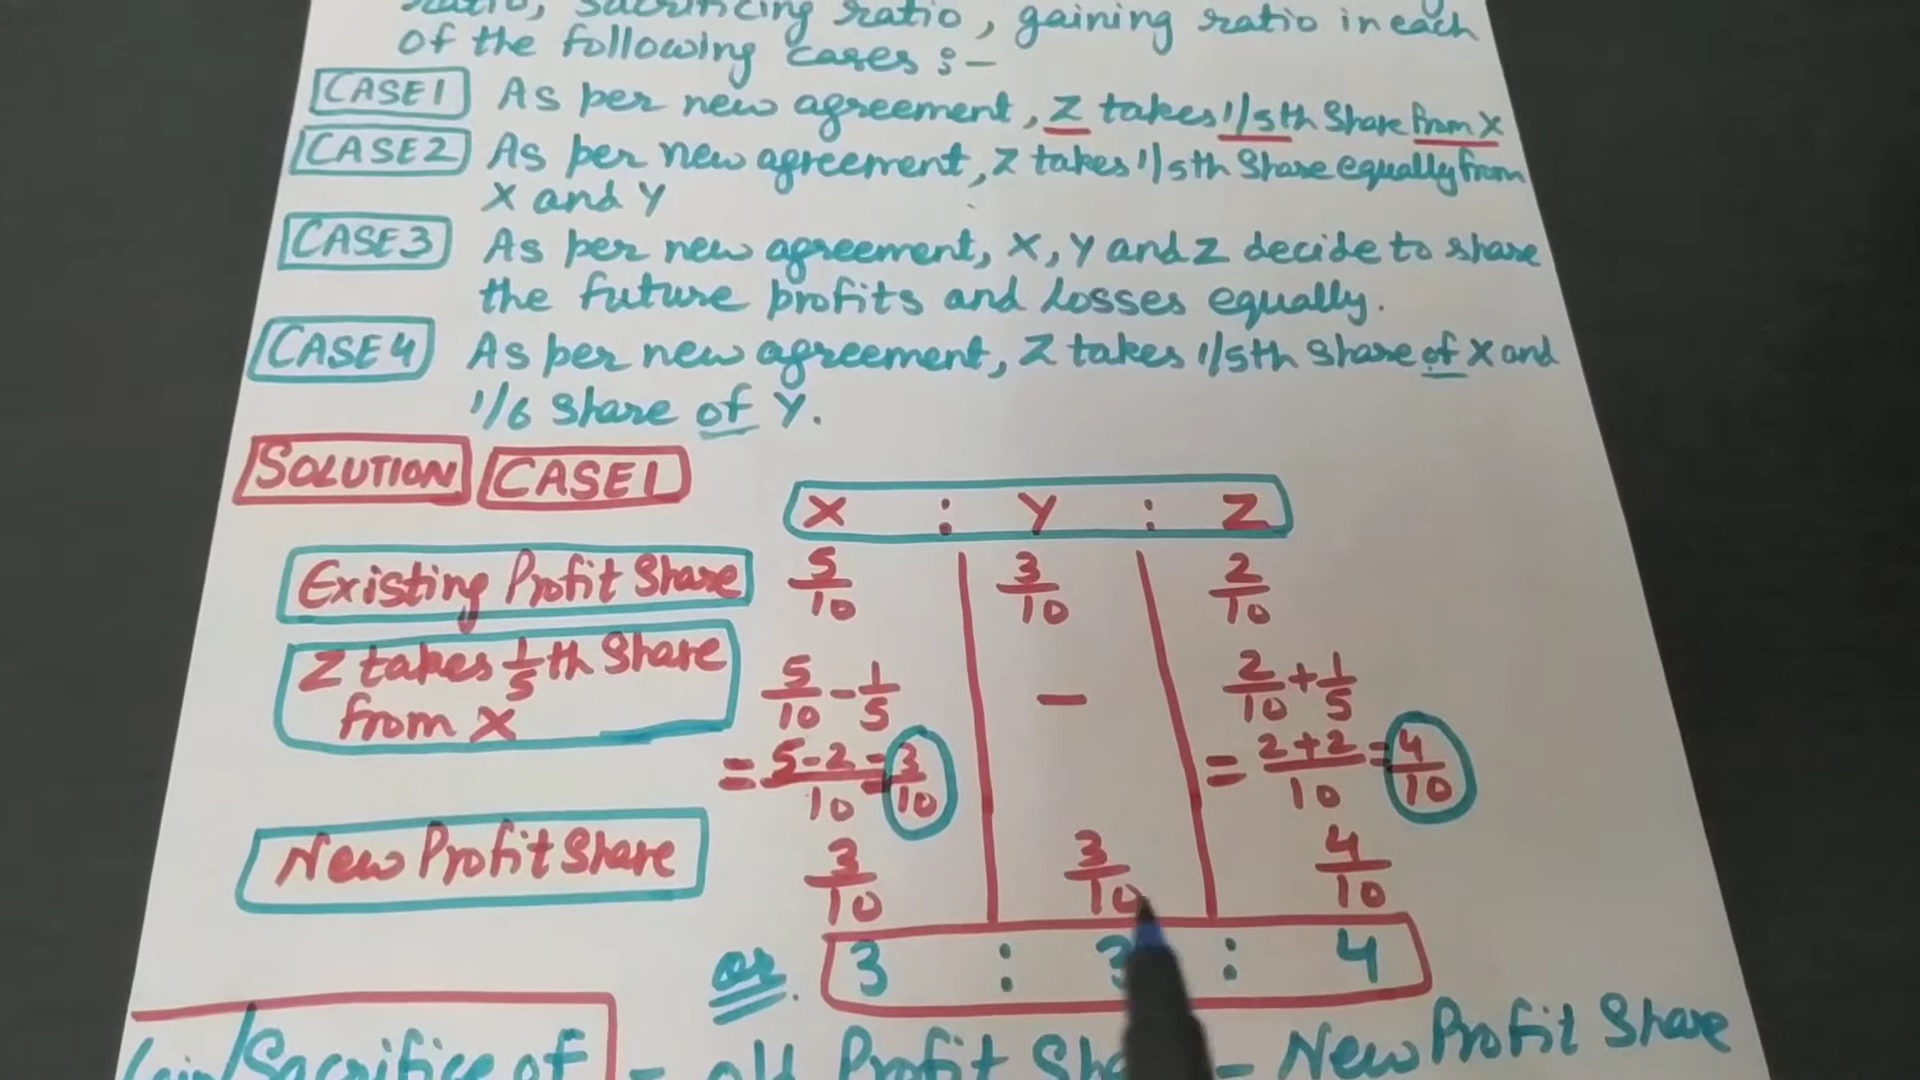 ratio, sacrificing ratio, gaining ratio in each
of the following cases :-
CASE1 As per new agreement, Z takes 1/5th Share from X
CASE2 As per new agreement, Z takes 1/5th Share equally from
X and Y
CASE3 As per new agreement, X, Y and Z decide to share
the future profits and Losses equally.
CASE4 As per new agreement, Z takes 1/5th share of X and
1/6 share of Y.
SOLUTION CASE1
X : Y : Z
Existing Profit Share 5/10 3/10 2/10
Z takes 1/5 th Share from X 5/10 - 1/5 - 2/10 + 1/5
= 5-2/10 = 3/10 = 2+2/10 = 4/10
New Profit Share 3/10 3/10 4/10
or 3 : 3 : 4
Gain/Sacrifice of = Old Profit Share - New Profit Share